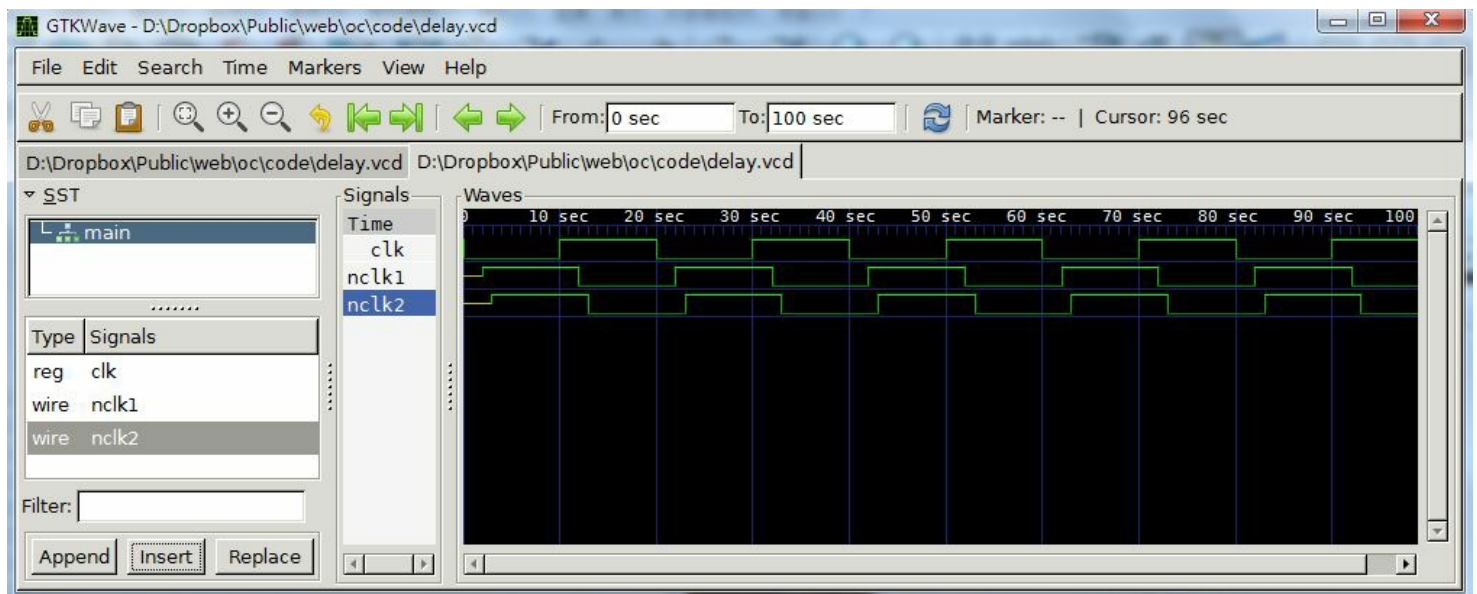 GTKWave - D:\Dropbox\Public\web\oc\code\delay.vcd
File Edit Search Time Markers View Help
From: 0 sec To: 100 sec Marker: -- | Cursor: 96 sec
D:\Dropbox\Public\web\oc\code\delay.vcd D:\Dropbox\Public\web\oc\code\delay.vcd
SST
main
Type Signals
reg clk
wire nclk1
wire nclk2
Filter:
Append Insert Replace
Signals
Time
clk
nclk1
nclk2
Waves
10 sec 20 sec 30 sec 40 sec 50 sec 60 sec 70 sec 80 sec 90 sec 100